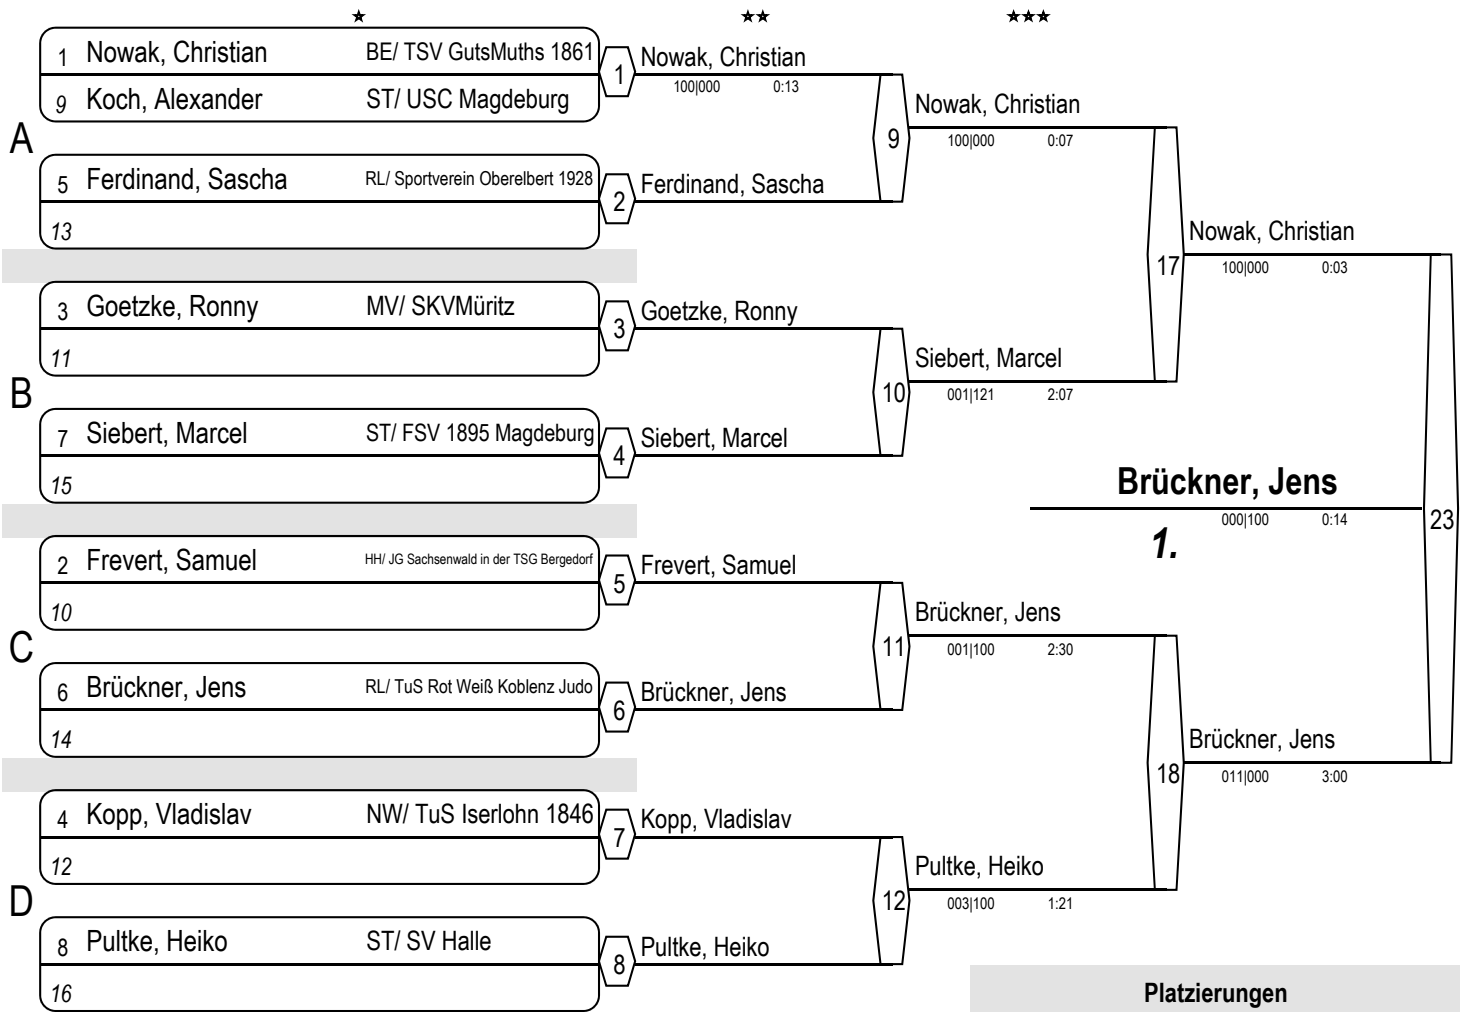 1 Nowak, Christian BE/ TSV GutsMuths 1861
9 Koch, Alexander ST/ USC Magdeburg
A
5 Ferdinand, Sascha RL/ Sportverein Oberelbert 1928
13
3 Goetzke, Ronny MV/ SKVMüritz
11
B
7 Siebert, Marcel ST/ FSV 1895 Magdeburg
15
2 Frevert, Samuel HH/ JG Sachsenwald in der TSG Bergedorf
10
C
6 Brückner, Jens RL/ TuS Rot Weiß Koblenz Judo
14
4 Kopp, Vladislav NW/ TuS Iserlohn 1846
12
D
8 Pultke, Heiko ST/ SV Halle
16
1 Nowak, Christian
100|000 0:13
2 Ferdinand, Sascha
3 Goetzke, Ronny
4 Siebert, Marcel
5 Frevert, Samuel
6 Brückner, Jens
7 Kopp, Vladislav
8 Pultke, Heiko
9 Nowak, Christian
100|000 0:07
10 Siebert, Marcel
001|121 2:07
11 Brückner, Jens
001|100 2:30
12 Pultke, Heiko
003|100 1:21
17 Nowak, Christian
100|000 0:03
18 Brückner, Jens
011|000 3:00
Brückner, Jens
000|100 0:14 23
1.
Platzierungen